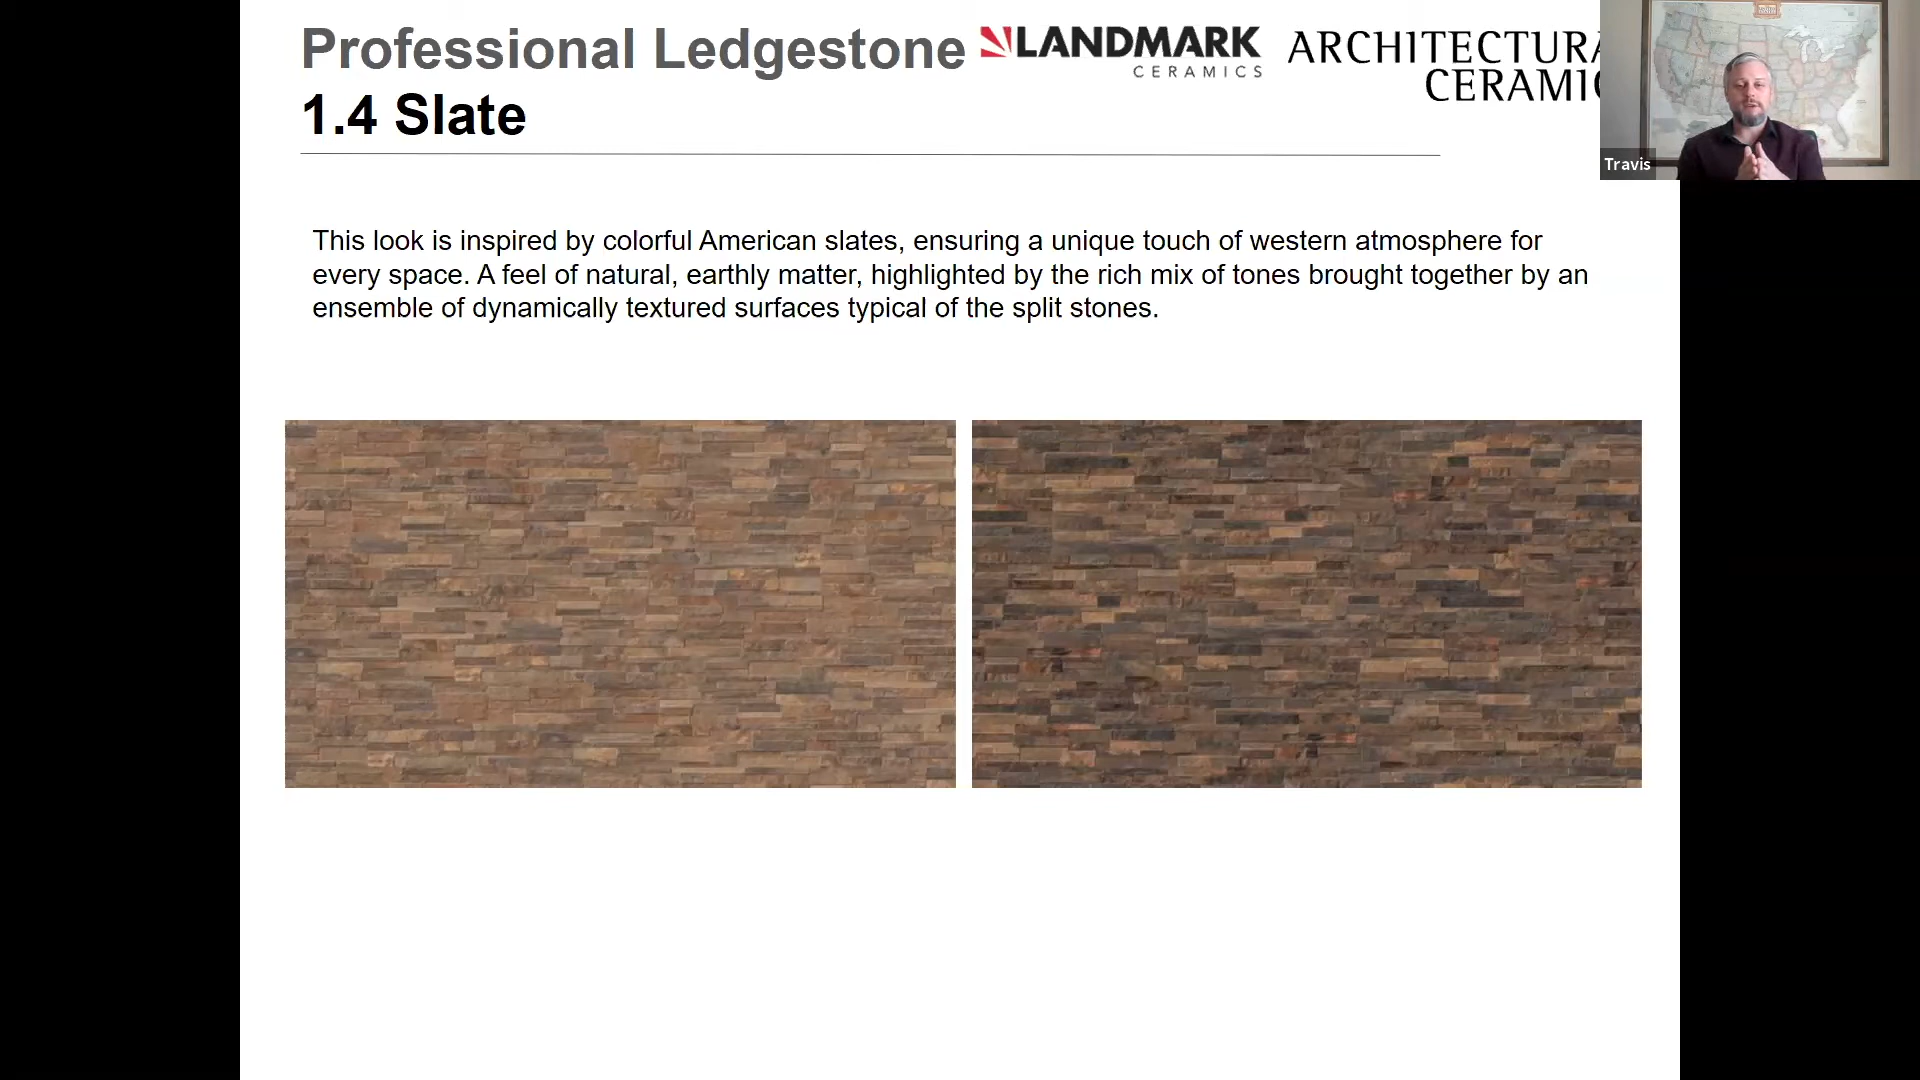 Professional Ledgestone
1.4 Slate
LANDMARK
CERAMICS
ARCHITECTURA
CERAMIC
Travis
This look is inspired by colorful American slates, ensuring a unique touch of western atmosphere for
every space. A feel of natural, earthly matter, highlighted by the rich mix of tones brought together by an
ensemble of dynamically textured surfaces typical of the split stones.